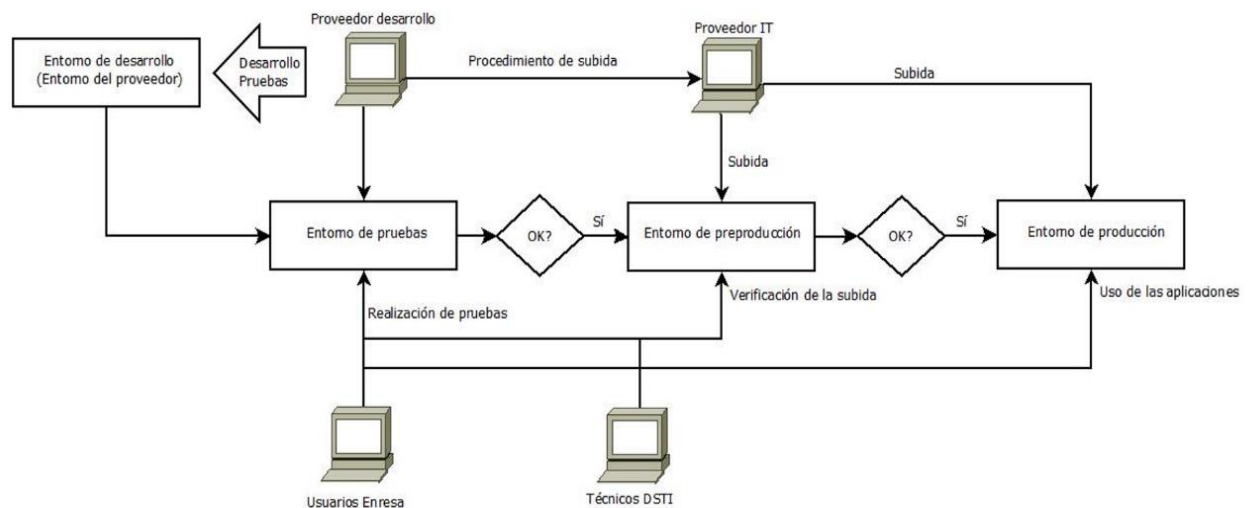 Proveedor desarrollo
Proveedor IT
Entorno de desarrollo
(Entorno del proveedor)
Desarrollo
Pruebas
Procedimiento de subida
Subida
Subida
Entorno de pruebas
OK?
Sí
Entorno de preproducción
OK?
Sí
Entorno de producción
Realización de pruebas
Verificación de la subida
Uso de las aplicaciones
Usuarios Enresa
Técnicos DSTI